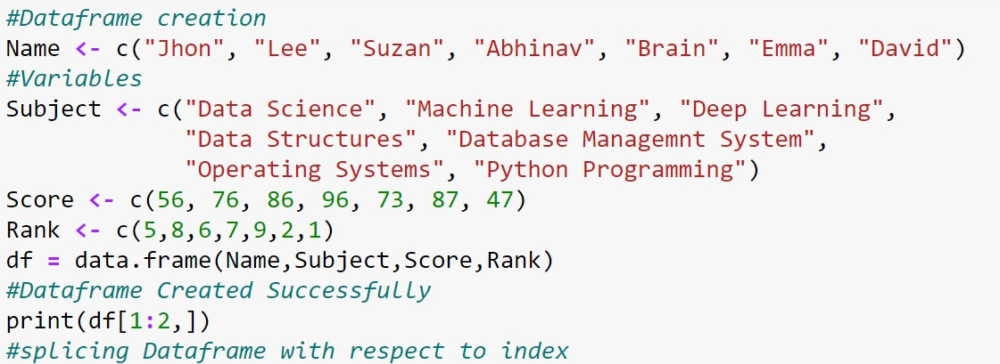 #Dataframe creation
Name <- c("Jhon", "Lee", "Suzan", "Abhinav", "Brain", "Emma", "David")
#Variables
Subject <- c("Data Science", "Machine Learning", "Deep Learning",
"Data Structures", "Database Managemnt System",
"Operating Systems", "Python Programming")
Score <- c(56, 76, 86, 96, 73, 87, 47)
Rank <- c(5,8,6,7,9,2,1)
df = data.frame(Name,Subject,Score,Rank)
#Dataframe Created Successfully
print(df[1:2,])
#splicing Dataframe with respect to index